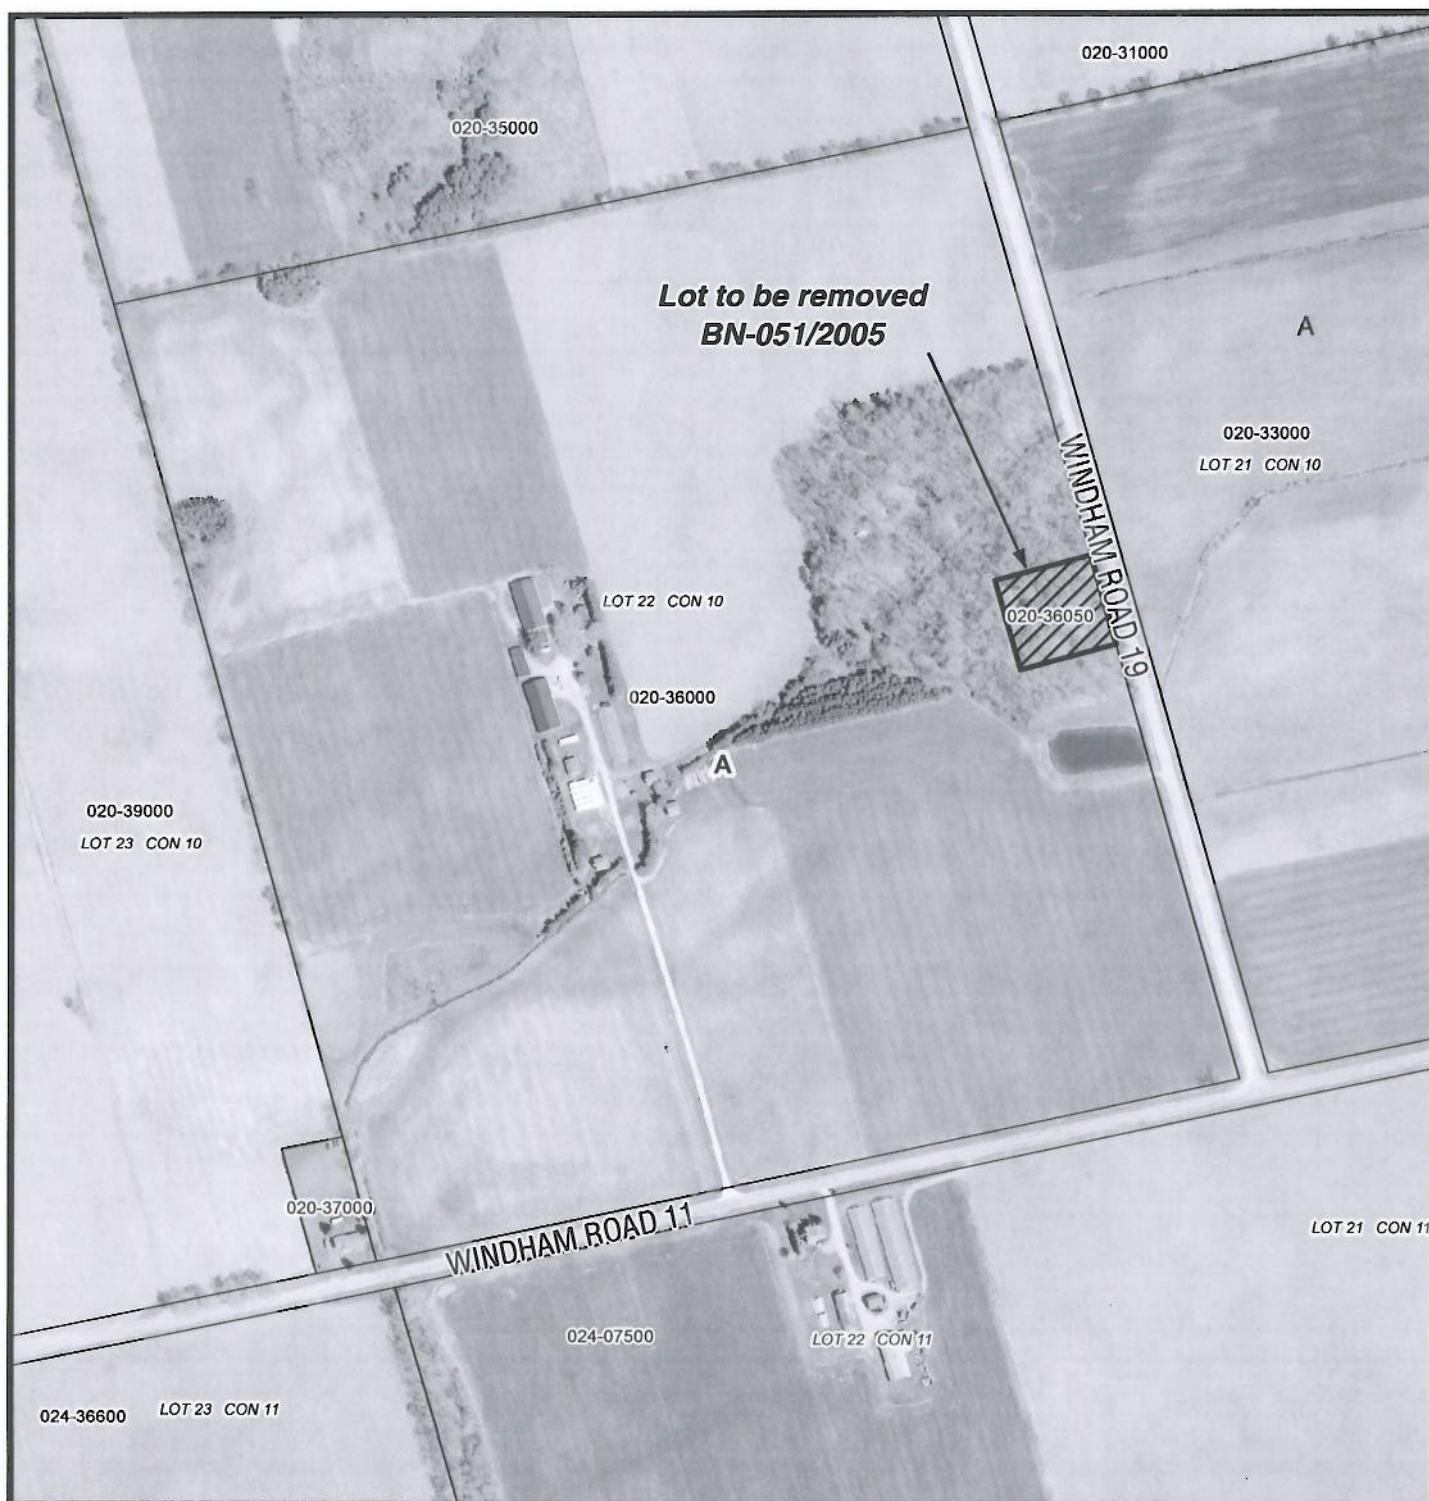 020-31000
020-35000
Lot to be removed
BN-051/2005
A
020-33000
LOT 21 CON 10
WINDHAM ROAD 19
LOT 22 CON 10
020-36050
020-36000
A
020-39000
LOT 23 CON 10
020-37000
WINDHAM ROAD 11
LOT 21 CON 11
024-07500
LOT 22 CON 11
024-36600
LOT 23 CON 11